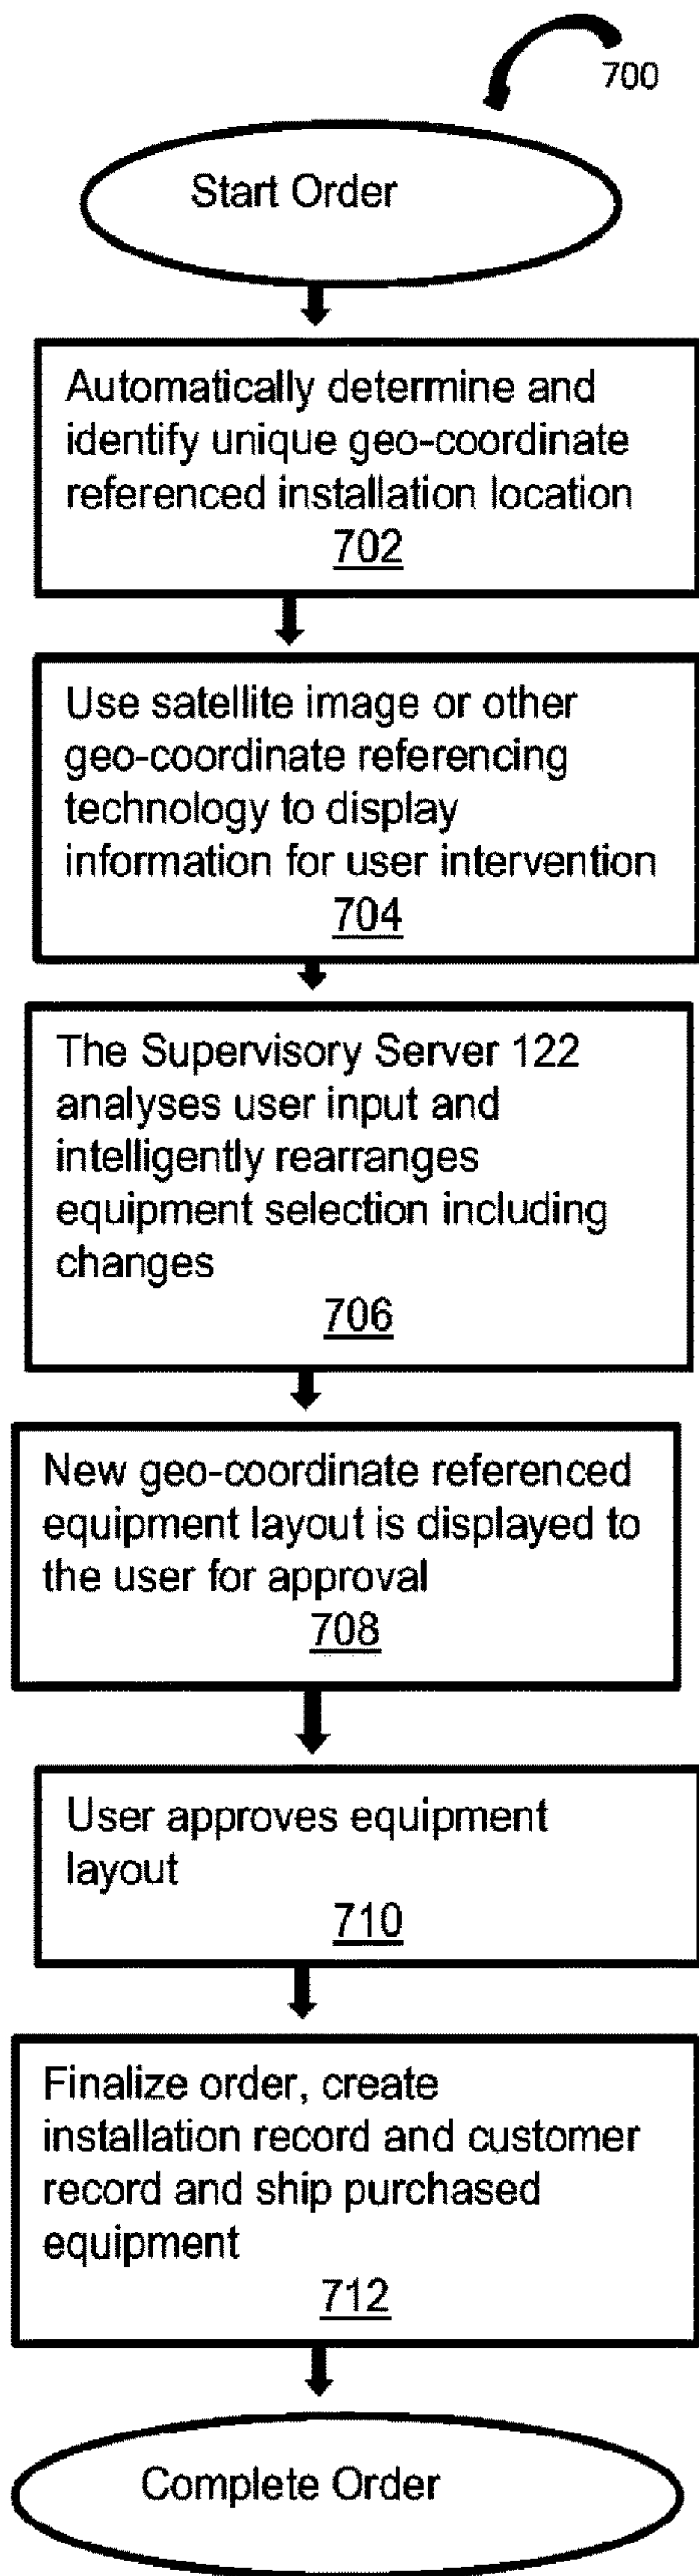 700
Start Order
Automatically determine and
identify unique geo-coordinate
referenced installation location
702
Use satellite image or other
geo-coordinate referencing
technology to display
information for user intervention
704
The Supervisory Server 122
analyses user input and
intelligently rearranges
equipment selection including
changes
706
New geo-coordinate referenced
equipment layout is displayed to
the user for approval
708
User approves equipment
layout
710
Finalize order, create
installation record and customer
record and ship purchased
equipment
712
Complete Order